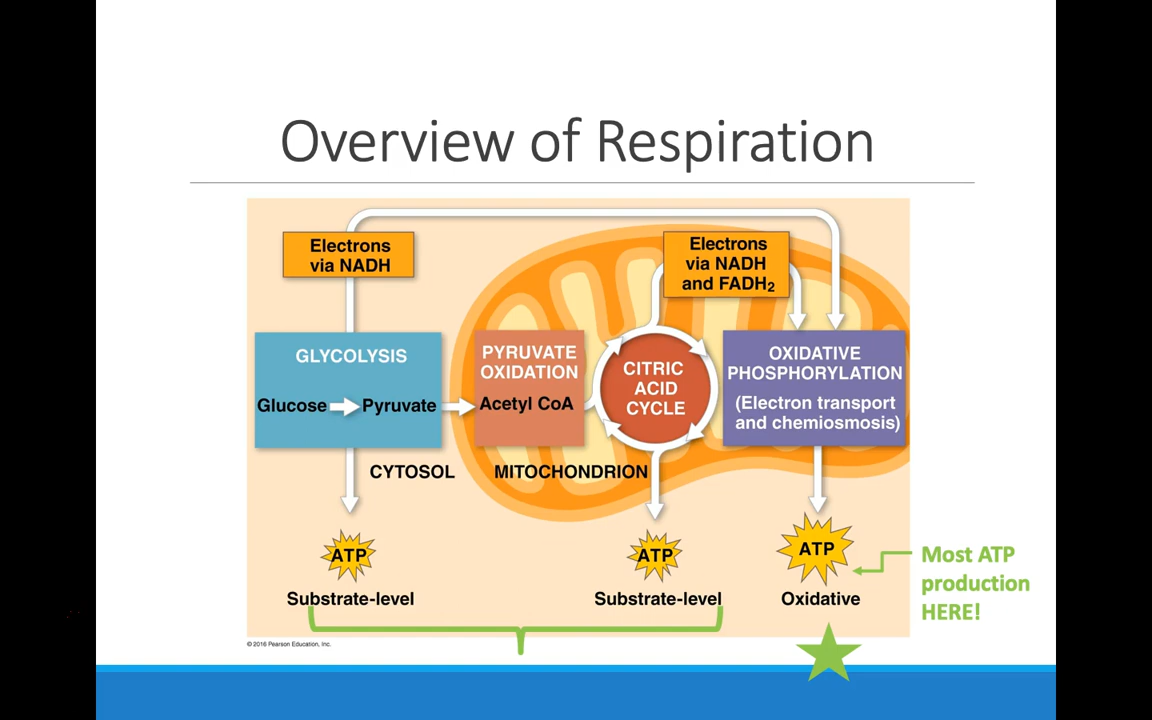 Overview of Respiration
Electrons
via NADH
Electrons
via NADH
and FADH₂
GLYCOLYSIS
Glucose
Pyruvate
PYRUVATE
OXIDATION
Acetyl CoA
CITRIC
ACID
CYCLE
OXIDATIVE
PHOSPHORYLATION
(Electron transport
and chemiosmosis)
CYTOSOL
MITOCHONDRION
ATP
ATP
ATP
Substrate-level
Substrate-level
Oxidative
Most ATP
production
HERE!
© 2016 Pearson Education, Inc.